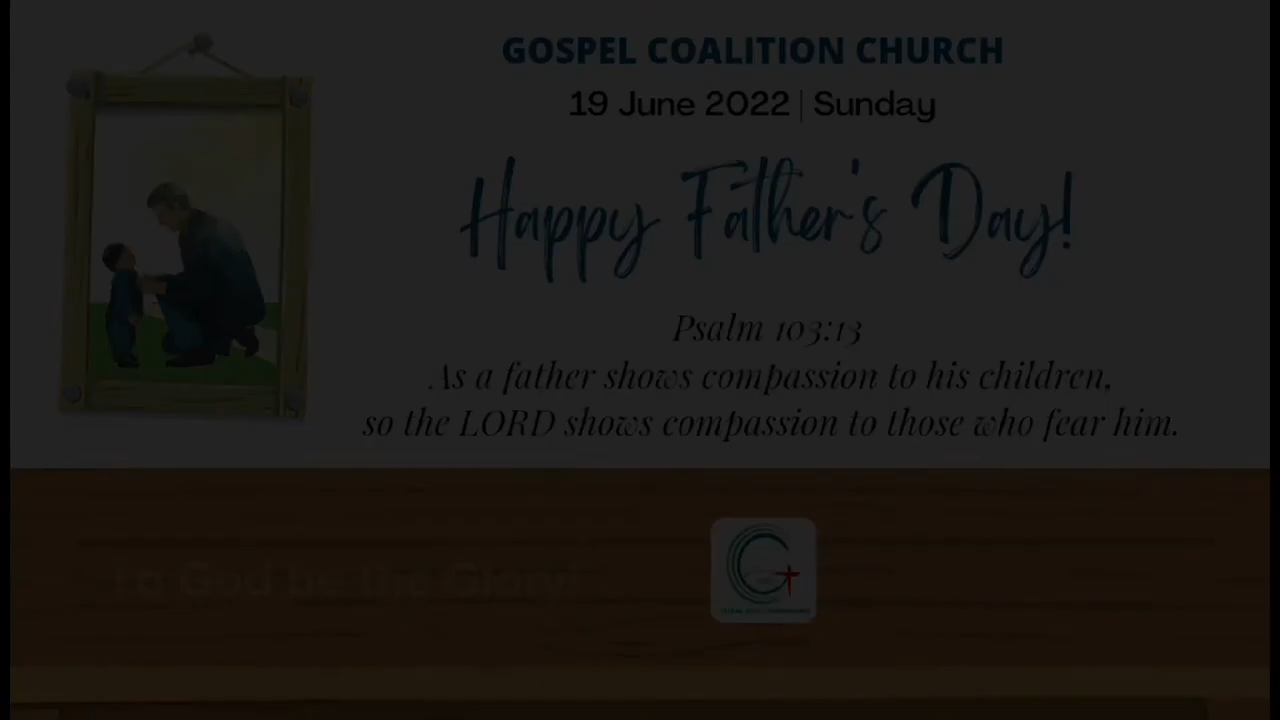 GOSPEL COALITION CHURCH
19 June 2022 | Sunday
Happy Father's Day!
Psalm 103:13
As a father shows compassion to his children,
so the LORD shows compassion to those who fear him.
To God be the Glory!